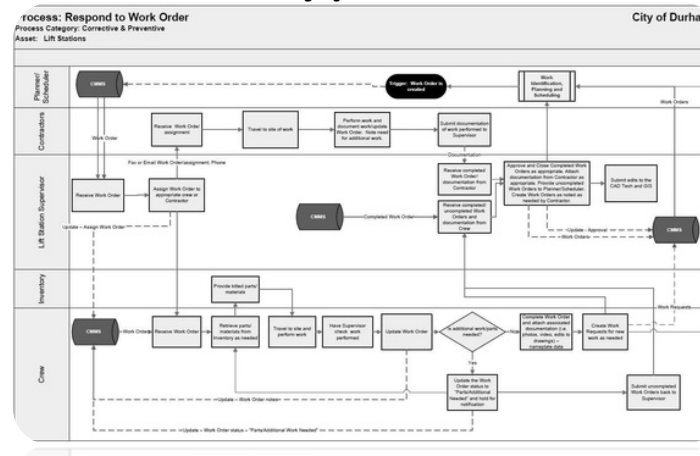 Process: Respond to Work Order
City of Durha
Process Category: Corrective & Preventive
Asset: Lift Stations
Planner/
Scheduler
CMMS
Trigger: Work Order is
created
Work
Identification,
Planning and
Scheduling
Work Orders
Work Order
Contractors
Receive Work Order/
assignment
Travel to site of work
Perform work and
document work/update
Work Order. Note need
for additional work.
Submit documentation
of work performed to
Supervisor
Documentation
Fax or Email Work Order/assignment, Phone
Lift Station Supervisor
Receive Work Order
Assign Work Order to
appropriate crew or
Contractor
Receive completed
Work Order/
documentation from
Contractor
Approve and Close Completed
Work Orders as appropriate. Attach
documentation from Contractor as
appropriate. Provide uncompleted
Work Orders to Planner/Scheduler.
Create Work Orders as noted as
needed by Contractor.
Submit edits to the
CAD Tech and GIS
CMMS
Completed Work Order
Receive completed/
uncompleted Work
Orders and
documentation from
Crew
Update - Approval
Work Orders
CMMS
Update – Assign Work Order
Inventory
Provide kitted parts/
materials
Work Requests
Crew
CMMS
Work Orders
Receive Work Order
Retrieve parts/
materials from
Inventory as needed
Travel to site and
perform work
Have Supervisor
check work
performed
Update Work Order
Is additional work/parts
needed?
No
Complete Work Order
and attach associated
documentation (i.e.
photos, video, edits to
drawings) –
nameplate data
Create Work
Requests for new
work as needed
Yes
Update the Work
Order status to
"Parts/Additional
Needed" and hold for
notification
Submit uncompleted
Work Orders back to
Supervisor
Update – Work Order notes
Update – Work Order status = "Parts/Additional Work Needed"